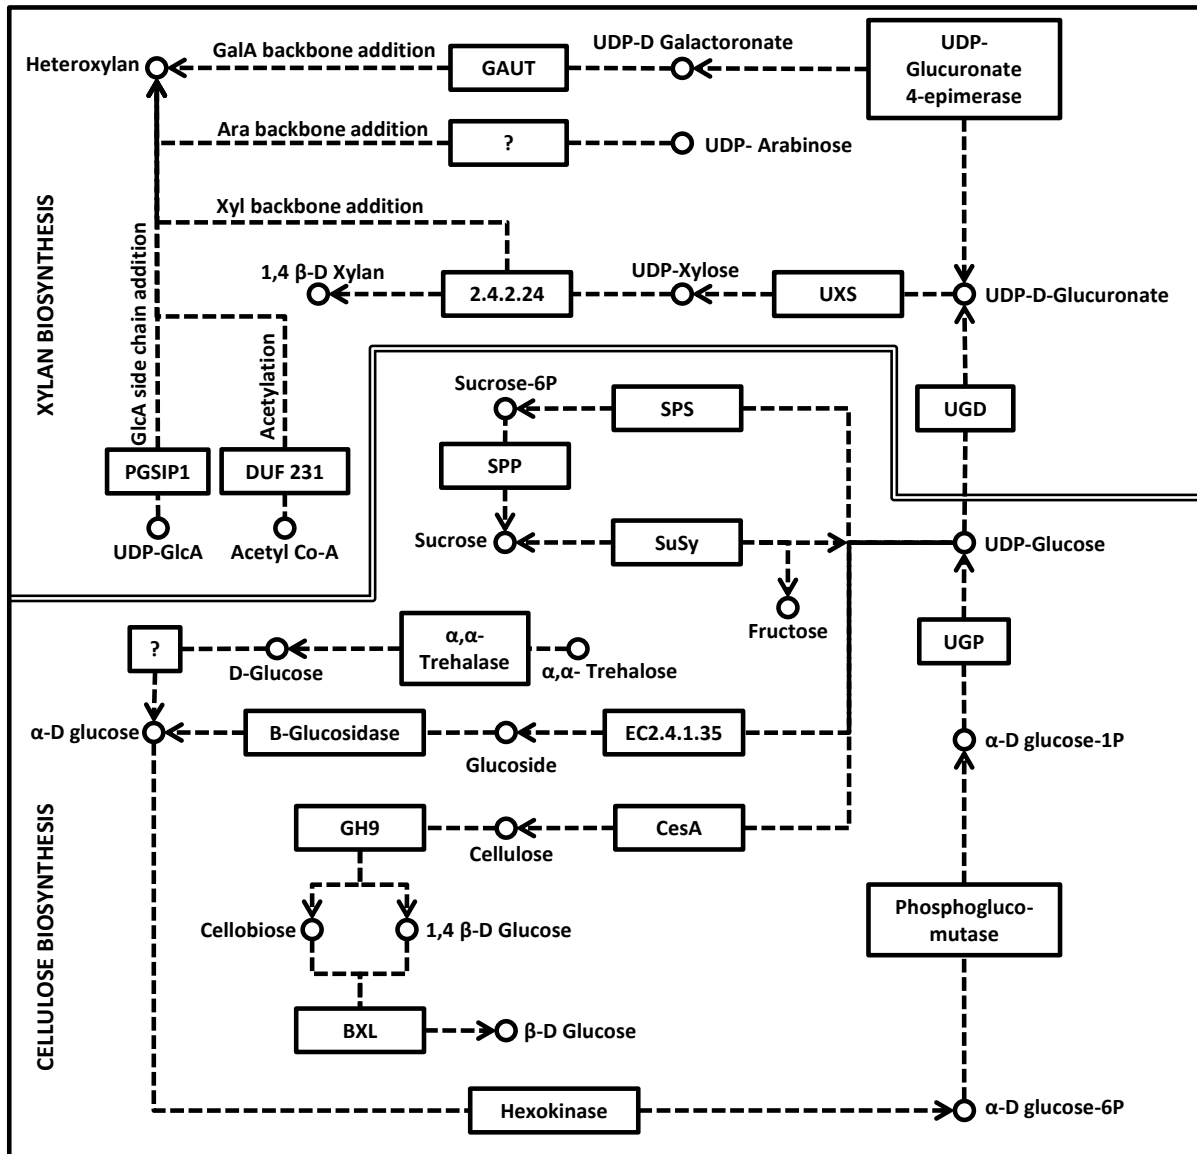 GalA backbone addition
UDP-D Galactoronate
UDP-
Glucuronate
4-epimerase
Heteroxylan
GAUT
Ara backbone addition
?
UDP- Arabinose
Xyl backbone addition
1,4 β-D Xylan
2.4.2.24
UDP-Xylose
UXS
UDP-D-Glucuronate
XYLAN BIOSYNTHESIS
GlcA side chain addition
Acetylation
Sucrose-6P
SPS
UGD
PGSIP1
DUF 231
SPP
UDP-GlcA
Acetyl Co-A
Sucrose
SuSy
UDP-Glucose
Fructose
?
D-Glucose
α,α-
Trehalase
α,α- Trehalose
UGP
α-D glucose
B-Glucosidase
Glucoside
EC2.4.1.35
α-D glucose-1P
CELLULOSE BIOSYNTHESIS
GH9
Cellulose
CesA
Cellobiose
1,4 β-D Glucose
Phosphogluco-
mutase
BXL
β-D Glucose
Hexokinase
α-D glucose-6P